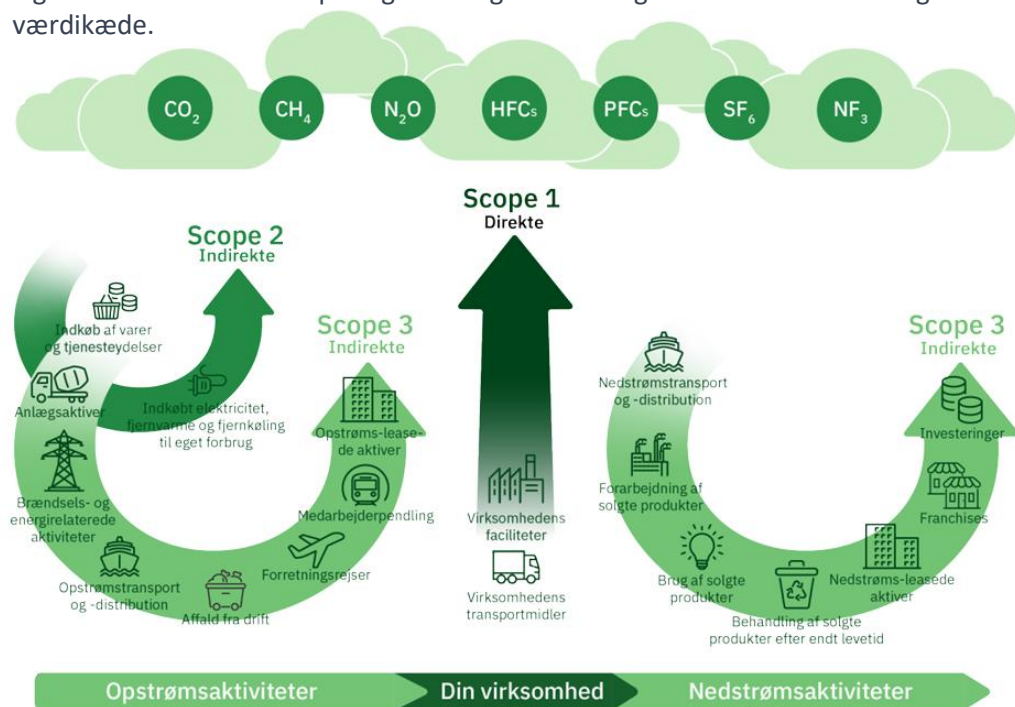 værdikæde.
CO₂
CH₄
N₂O
HFCs
PFCs
SF₆
NF₃
Scope 1
Direkte
Scope 2
Indirekte
Indkøb af varer
og tjenesteydelser
Anlægsaktiver
Indkøbt elektricitet,
fjernvarme og fjernkøling
til eget forbrug
Scope 3
Indirekte
Opstrøms-lease-
de aktiver
Brændsels- og
energirelaterede
aktiviteter
Medarbejderpendling
Opstrømstransport
og -distribution
Forretningsrejser
Affald fra drift
Virksomhedens
faciliteter
Virksomhedens
transportmidler
Scope 3
Indirekte
Nedstrømstransport
og -distribution
Investeringer
Forarbejdning af
solgte produkter
Franchises
Brug af solgte
produkter
Nedstrøms-leasede
aktiver
Behandling af solgte
produkter efter endt levetid
Opstrømsaktiviteter
Din virksomhed
Nedstrømsaktiviteter